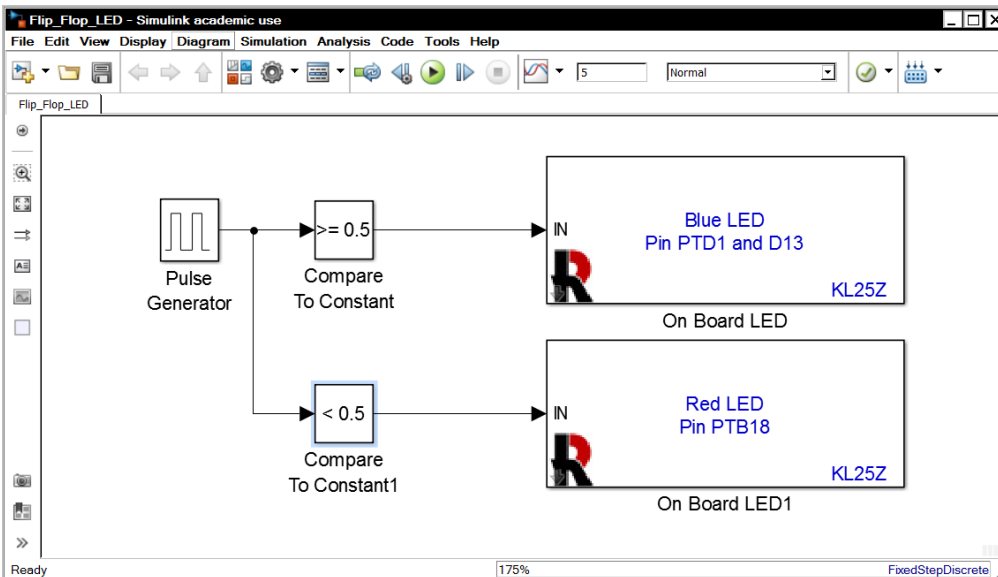 Flip_Flop_LED - Simulink academic use
File Edit View Display Diagram Simulation Analysis Code Tools Help
5
Normal
Flip_Flop_LED
Pulse
Generator
>= 0.5
Compare
To Constant
IN
Blue LED
Pin PTD1 and D13
KL25Z
On Board LED
< 0.5
Compare
To Constant1
IN
Red LED
Pin PTB18
KL25Z
On Board LED1
Ready
175%
FixedStepDiscrete